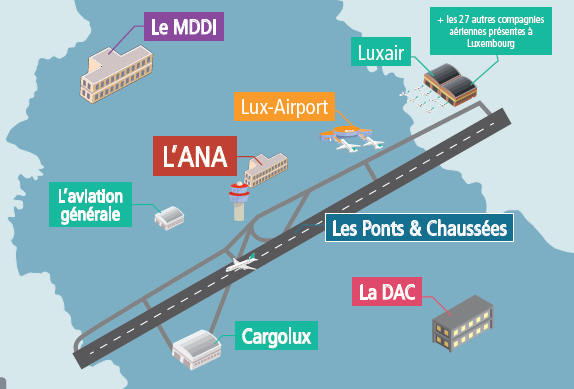 Le MDDI
+ les 27 autres compagnies
aériennes présentes à
Luxembourg
Luxair
Lux-Airport
L'ANA
L'aviation
générale
Les Ponts & Chaussées
La DAC
Cargolux